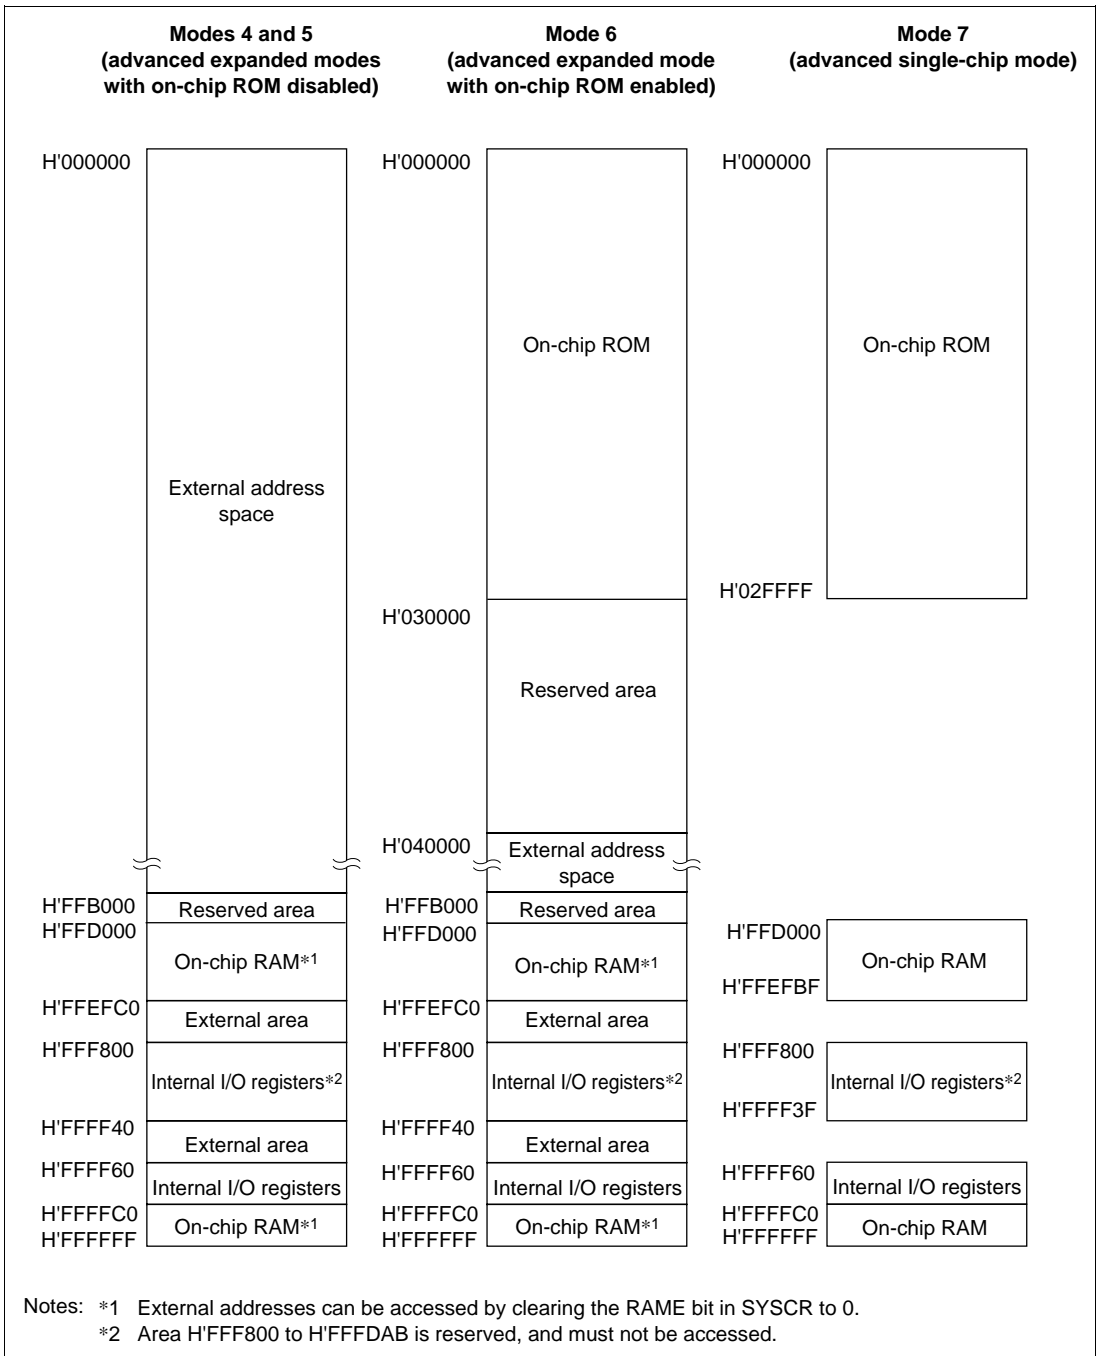 Modes 4 and 5
(advanced expanded modes
with on-chip ROM disabled)
Mode 6
(advanced expanded mode
with on-chip ROM enabled)
Mode 7
(advanced single-chip mode)
H'000000
External address
space
H'FFB000
Reserved area
H'FFD000
On-chip RAM*1
H'FFEFC0
External area
H'FFF800
Internal I/O registers*2
H'FFFF40
External area
H'FFFF60
Internal I/O registers
H'FFFFC0
On-chip RAM*1
H'FFFFFF
H'000000
On-chip ROM
H'030000
Reserved area
H'040000
External address
space
H'FFB000
Reserved area
H'FFD000
On-chip RAM*1
H'FFEFC0
External area
H'FFF800
Internal I/O registers*2
H'FFFF40
External area
H'FFFF60
Internal I/O registers
H'FFFFC0
On-chip RAM*1
H'FFFFFF
H'000000
On-chip ROM
H'02FFFF
H'FFD000
On-chip RAM
H'FFEFBF
H'FFF800
Internal I/O registers*2
H'FFFF3F
H'FFFF60
Internal I/O registers
H'FFFFC0
On-chip RAM
H'FFFFFF
Notes: *1 External addresses can be accessed by clearing the RAME bit in SYSCR to 0.
*2 Area H'FFF800 to H'FFFDAB is reserved, and must not be accessed.